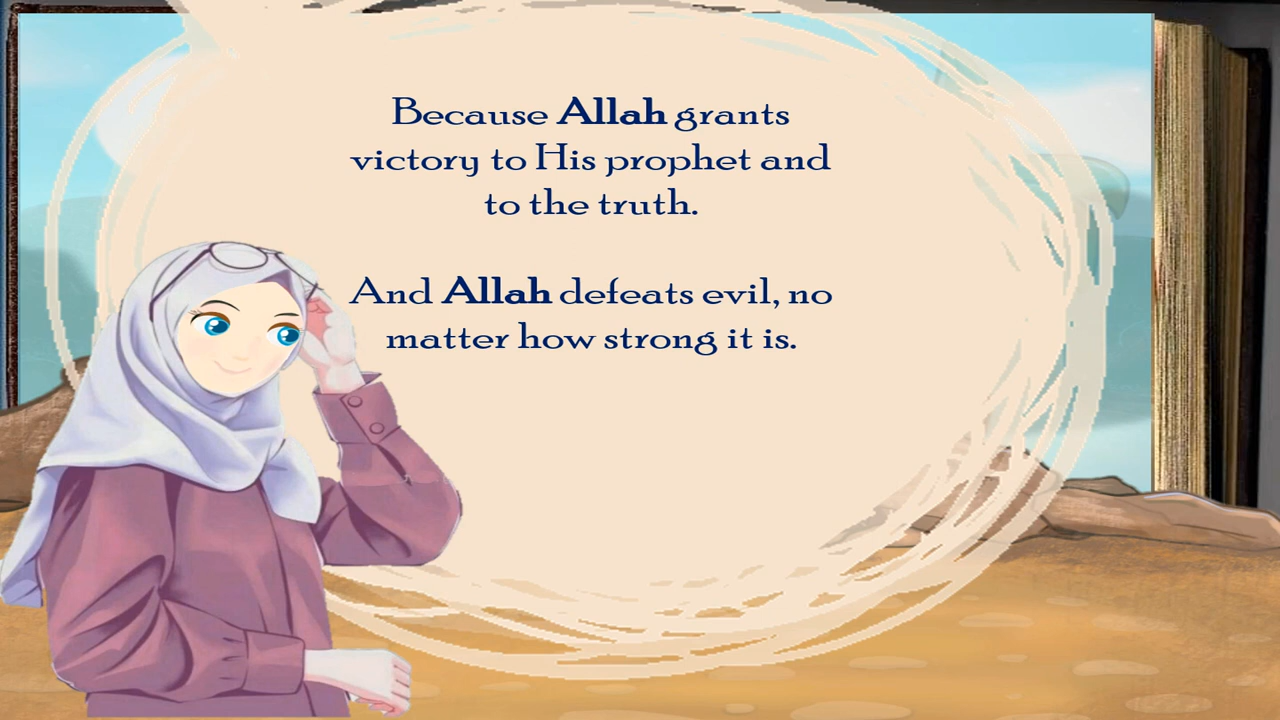 Because Allah grants
victory to His prophet and
to the truth.
And Allah defeats evil, no
matter how strong it is.